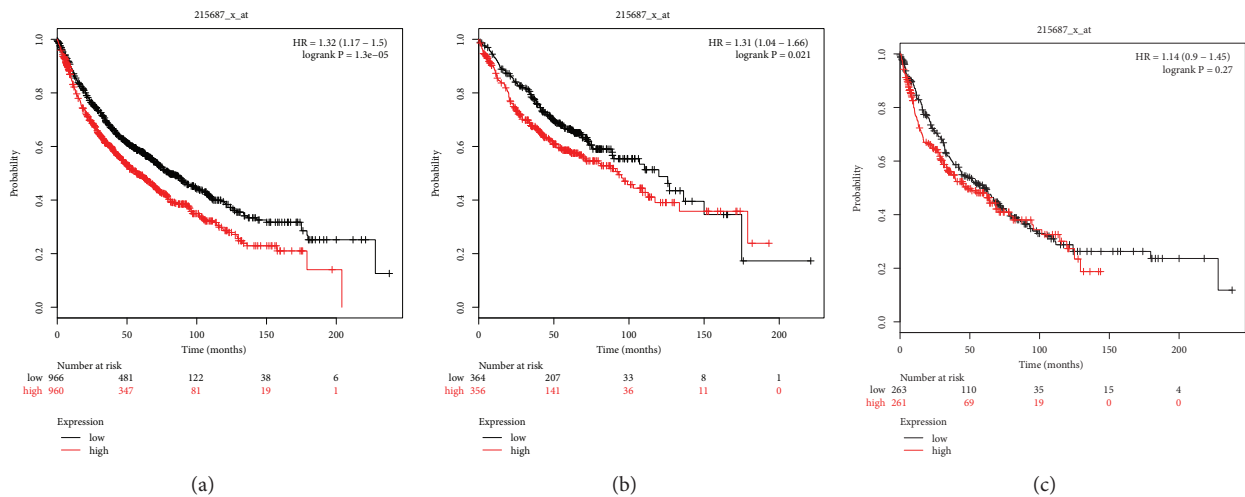 215687_x_at
HR = 1.32 (1.17 − 1.5)
logrank P = 1.3e−05
Probability
1.0
0.8
0.6
0.4
0.2
0.0
0 50 100 150 200
Time (months)
Number at risk
low 966 481 122 38 6
high 960 347 81 19 1
Expression
low
high
(a)
215687_x_at
HR = 1.31 (1.04 − 1.66)
logrank P = 0.021
Probability
1.0
0.8
0.6
0.4
0.2
0.0
0 50 100 150 200
Time (months)
Number at risk
low 364 207 33 8 1
high 356 141 36 11 0
Expression
low
high
(b)
215687_x_at
HR = 1.14 (0.9 − 1.45)
logrank P = 0.27
Probability
1.0
0.8
0.6
0.4
0.2
0.0
0 50 100 150 200
Time (months)
Number at risk
low 263 110 35 15 4
high 261 69 19 0 0
Expression
low
high
(c)